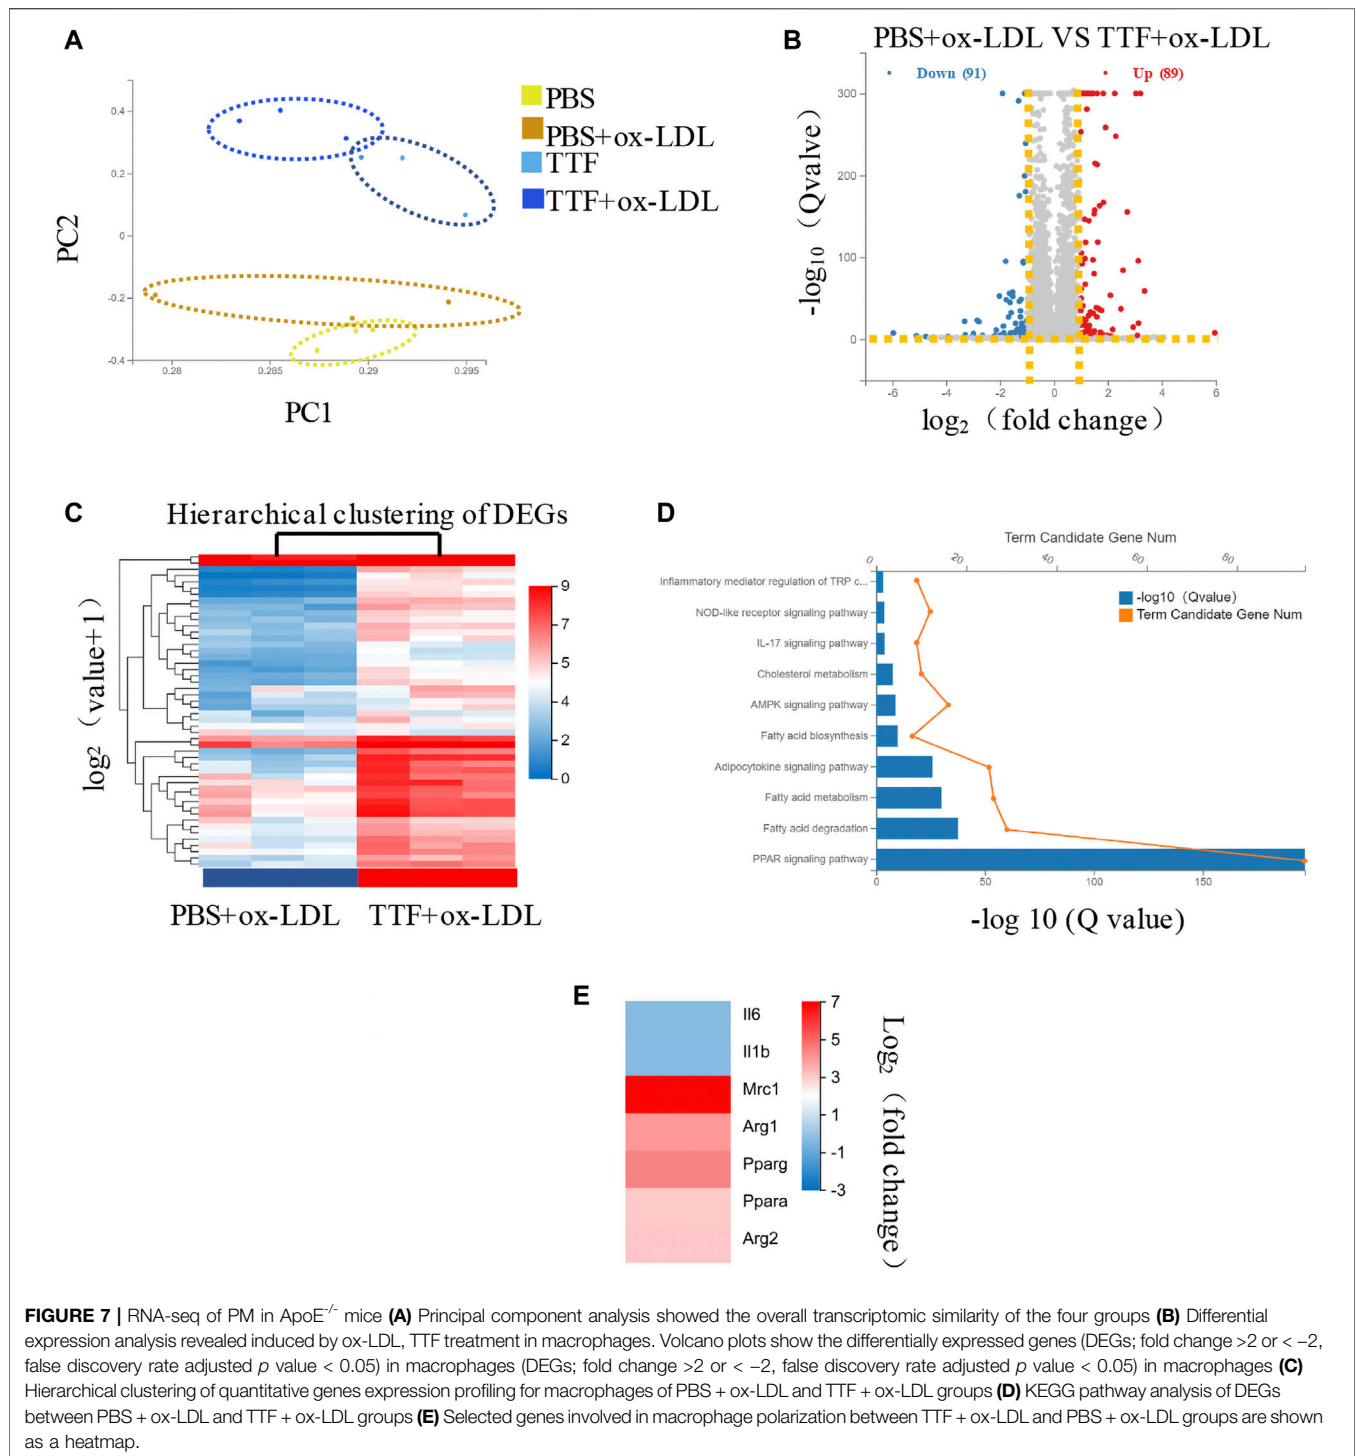 A
0.4
0.2
0
-0.2
-0.4
0.28
0.285
0.29
0.295
PC2
PC1
PBS
PBS+ox-LDL
TTF
TTF+ox-LDL
B
PBS+ox-LDL VS TTF+ox-LDL
Down (91)
Up (89)
300
200
100
0
-6
-4
-2
0
2
4
6
-log10（Qvalve）
log2（fold change）
C
Hierarchical clustering of DEGs
log2（value+1）
9
7
5
4
2
0
PBS+ox-LDL
TTF+ox-LDL
D
Term Candidate Gene Num
0
20
40
60
80
Inflammatory mediator regulation of TRP c...
NOD-like receptor signaling pathway
IL-17 signaling pathway
Cholesterol metabolism
AMPK signaling pathway
Fatty acid biosynthesis
Adipocytokine signaling pathway
Fatty acid metabolism
Fatty acid degradation
PPAR signaling pathway
-log10（Qvalue）
Term Candidate Gene Num
0
50
100
150
-log 10 (Q value)
E
Il6
Il1b
Mrc1
Arg1
Pparg
Ppara
Arg2
7
5
3
1
-1
-3
Log2（fold change）
FIGURE 7 | RNA-seq of PM in ApoE-/- mice (A) Principal component analysis showed the overall transcriptomic similarity of the four groups (B) Differential
expression analysis revealed induced by ox-LDL, TTF treatment in macrophages. Volcano plots show the differentially expressed genes (DEGs; fold change >2 or < −2,
false discovery rate adjusted p value < 0.05) in macrophages (DEGs; fold change >2 or < −2, false discovery rate adjusted p value < 0.05) in macrophages (C)
Hierarchical clustering of quantitative genes expression profiling for macrophages of PBS + ox-LDL and TTF + ox-LDL groups (D) KEGG pathway analysis of DEGs
between PBS + ox-LDL and TTF + ox-LDL groups (E) Selected genes involved in macrophage polarization between TTF + ox-LDL and PBS + ox-LDL groups are shown
as a heatmap.